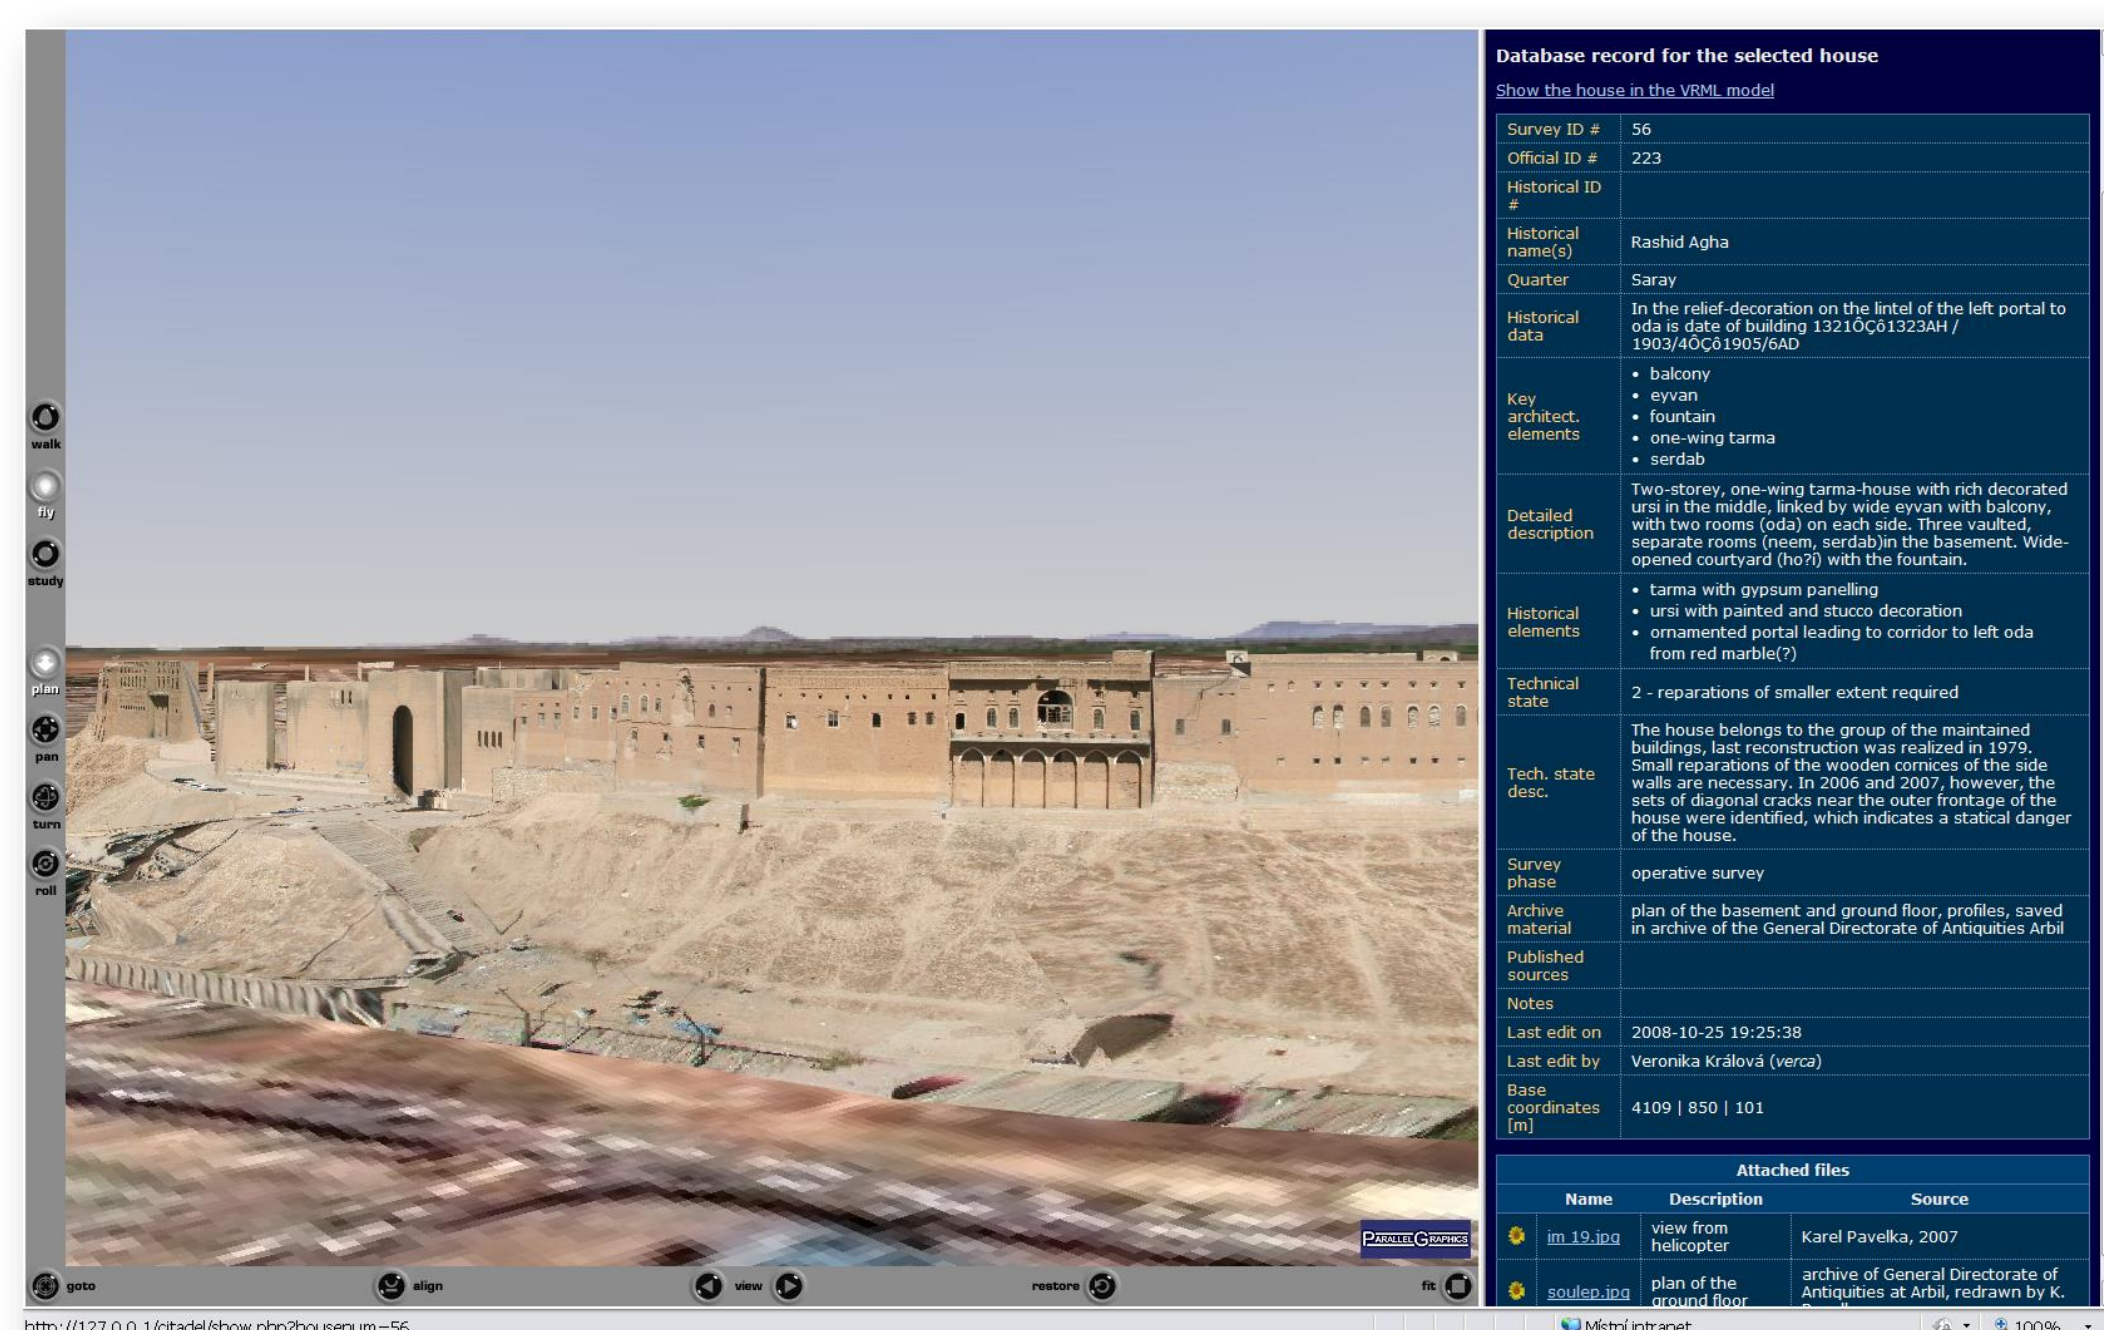 Database record for the selected house
Show the house in the VRML model
Survey ID # 56
Official ID # 223
Historical ID
#
Historical
name(s)
Rashid Agha
Quarter Saray
Historical
data
In the relief-decoration on the lintel of the left portal to
oda is date of building 1321ÔÇô1323AH /
1903/4ÔÇô1905/6AD
Key
architect.
elements
• balcony
• eyvan
• fountain
• one-wing tarma
• serdab
Detailed
description
Two-storey, one-wing tarma-house with rich decorated
ursi in the middle, linked by wide eyvan with balcony,
with two rooms (oda) on each side. Three vaulted,
separate rooms (neem, serdab)in the basement. Wide-
opened courtyard (ho?í) with the fountain.
Historical
elements
• tarma with gypsum panelling
• ursi with painted and stucco decoration
• ornamented portal leading to corridor to left oda
from red marble(?)
Technical
state
2 - reparations of smaller extent required
Tech. state
desc.
The house belongs to the group of the maintained
buildings, last reconstruction was realized in 1979.
Small reparations of the wooden cornices of the side
walls are necessary. In 2006 and 2007, however, the
sets of diagonal cracks near the outer frontage of the
house were identified, which indicates a statical danger
of the house.
Survey
phase
operative survey
Archive
material
plan of the basement and ground floor, profiles, saved
in archive of the General Directorate of Antiquities Arbil
Published
sources
Notes
Last edit on 2008-10-25 19:25:38
Last edit by Veronika Králová (verca)
Base
coordinates
[m]
4109 | 850 | 101
Attached files
Name Description Source
im 19.jpg
view from
helicopter
Karel Pavelka, 2007
soulep.jpg
plan of the
ground floor
archive of General Directorate of
Antiquities at Arbil, redrawn by K.
walk
fly
study
plan
pan
turn
roll
PARALLELGRAPHICS
goto align view restore fit
http://127.0.0.1/citadel/show.php?housenum=56
Místní intranet 100%